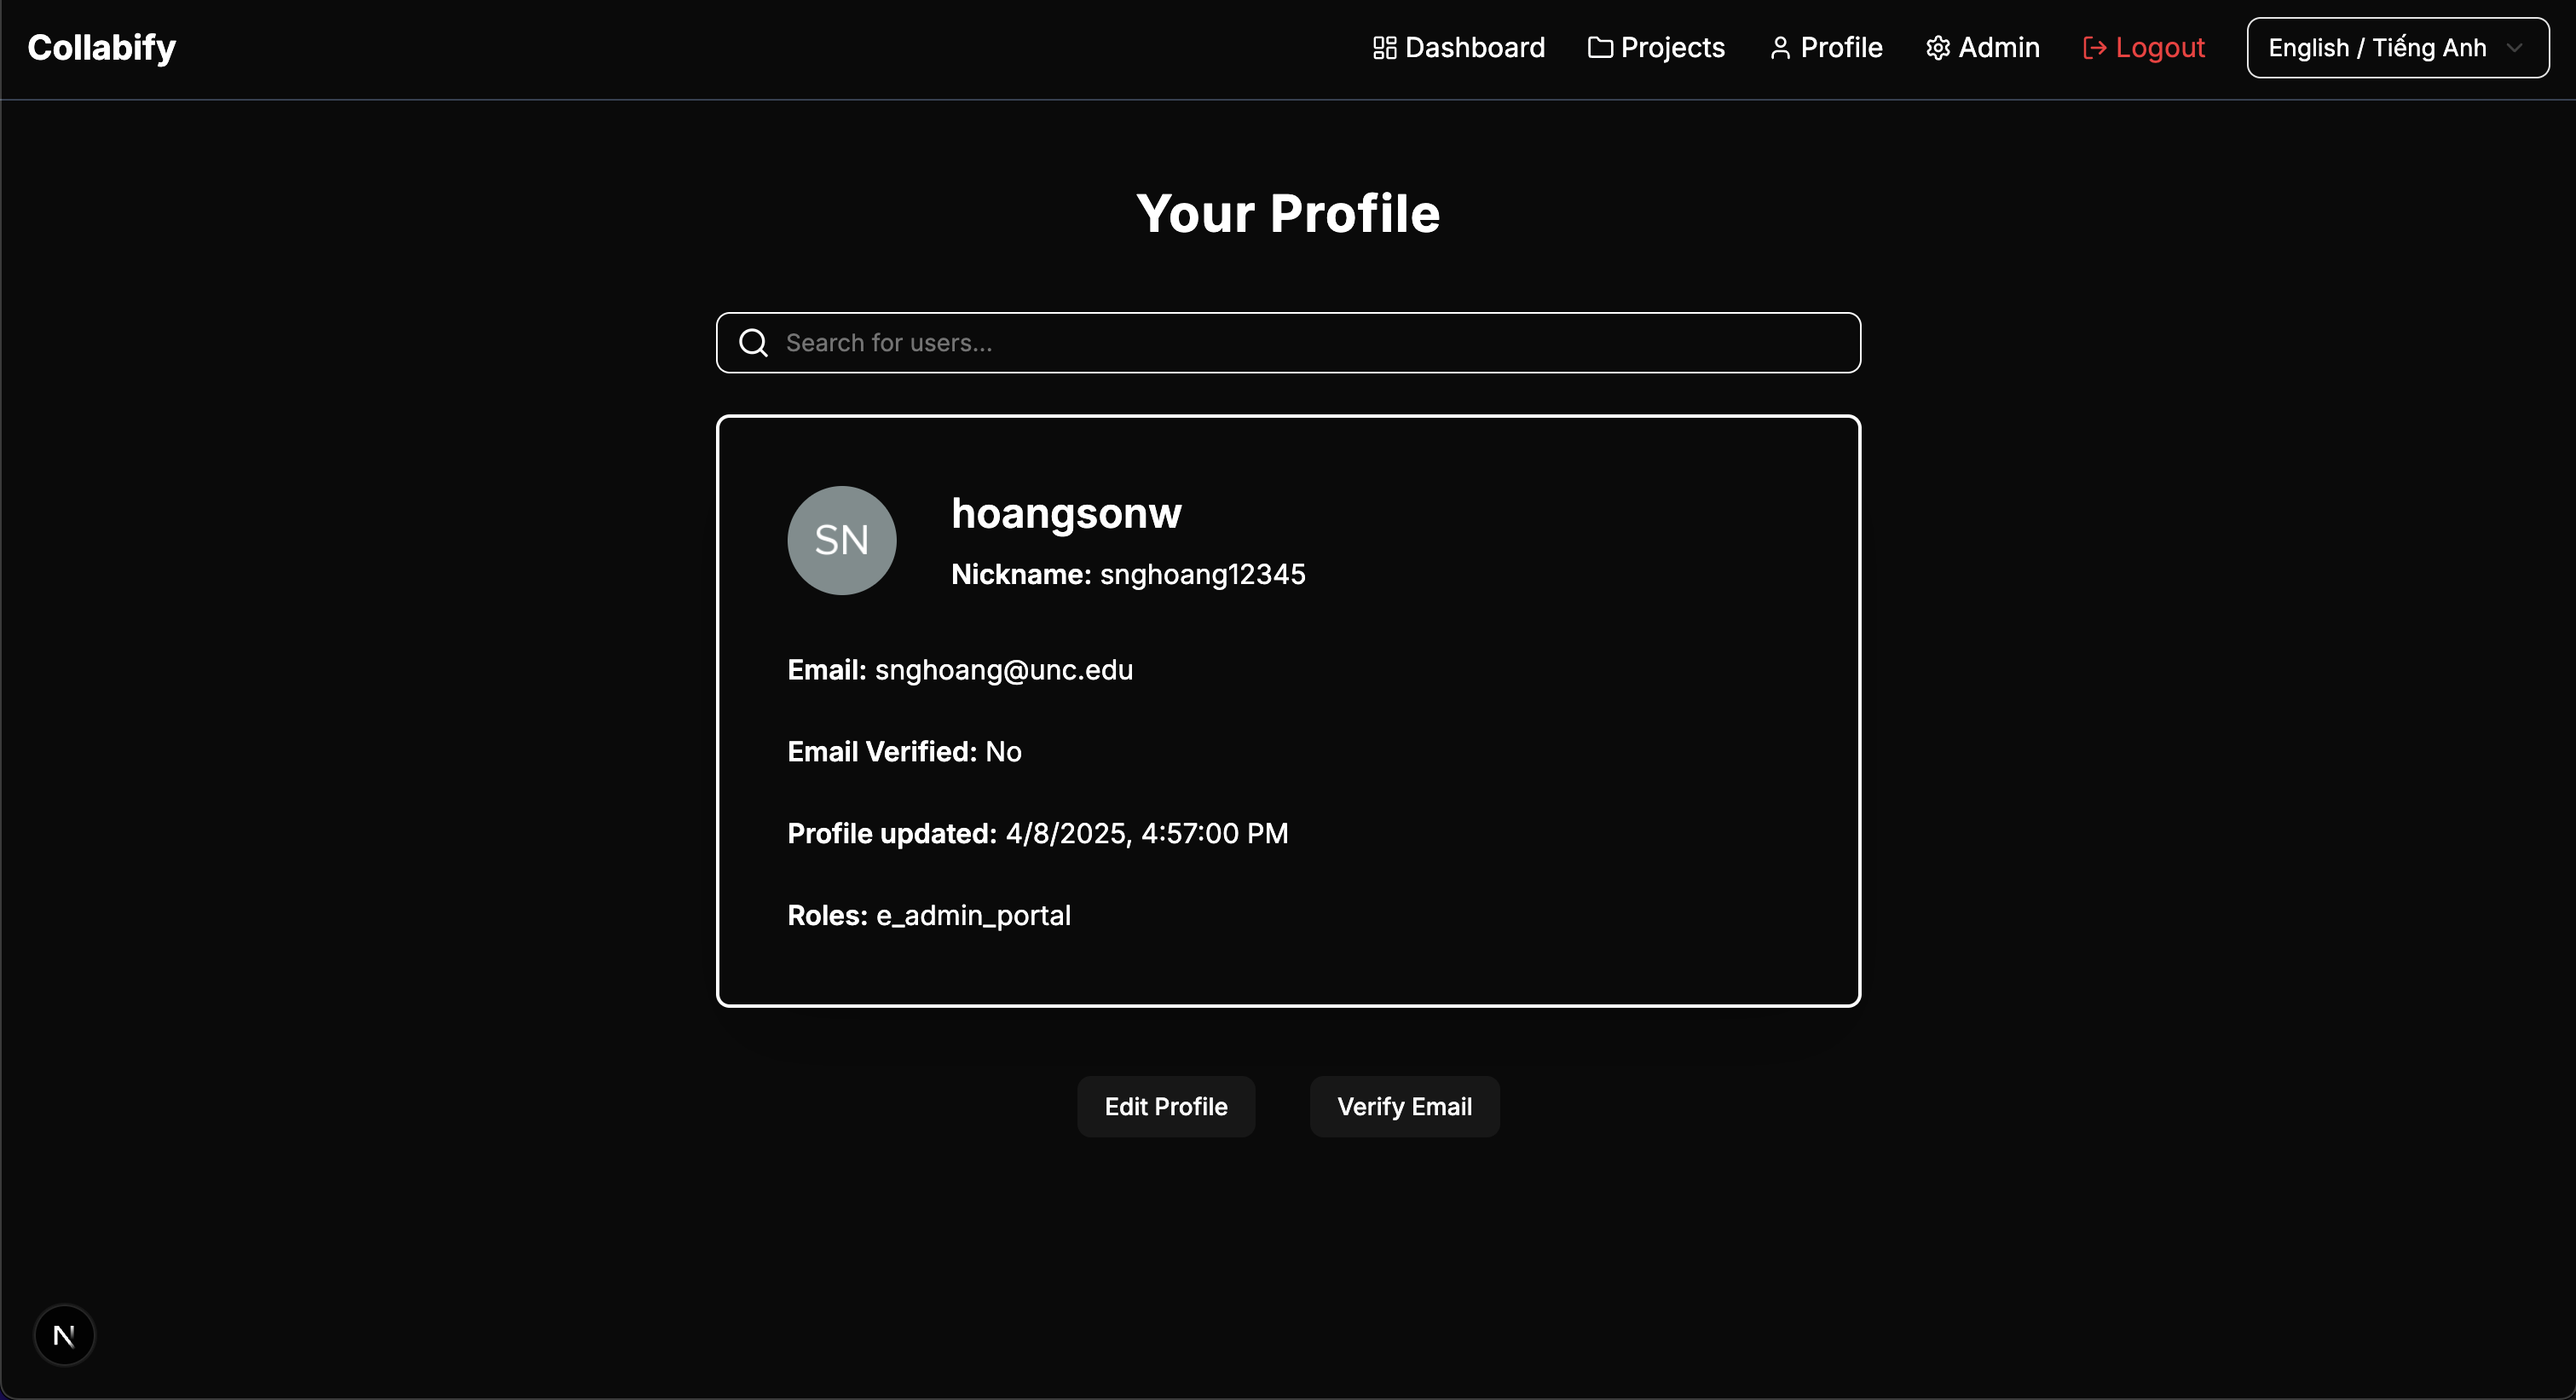 Collabify
Dashboard
Projects
Profile
Admin
Logout
English / Tiếng Anh
Your Profile
Search for users...
SN
hoangsonw
Nickname: snghoang12345
Email: snghoang@unc.edu
Email Verified: No
Profile updated: 4/8/2025, 4:57:00 PM
Roles: e_admin_portal
Edit Profile
Verify Email
N